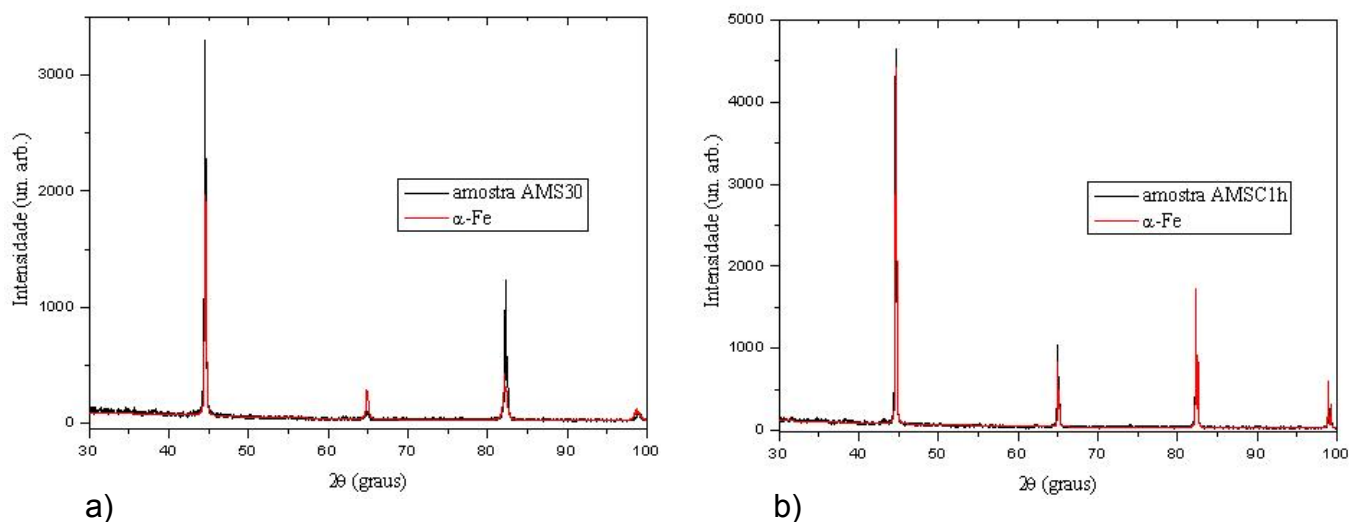 3000
2000
1000
0
Intensidade (un. arb.)
amostra AMS30
α-Fe
30 40 50 60 70 80 90 100
2θ (graus)
a)
5000
4000
3000
2000
1000
0
Intensidade (un. arb.)
amostra AMSC1h
α-Fe
30 40 50 60 70 80 90 100
2θ (graus)
b)